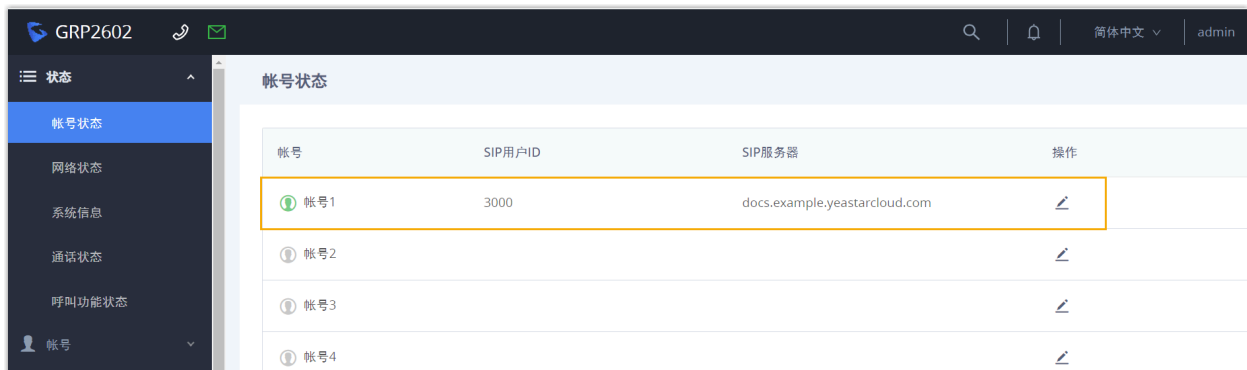 GRP2602 简体中文 admin
状态
帐号状态
网络状态
系统信息
通话状态
呼叫功能状态
帐号
帐号状态
帐号 SIP用户ID SIP服务器 操作
帐号1 3000 docs.example.yeastarcloud.com
帐号2
帐号3
帐号4